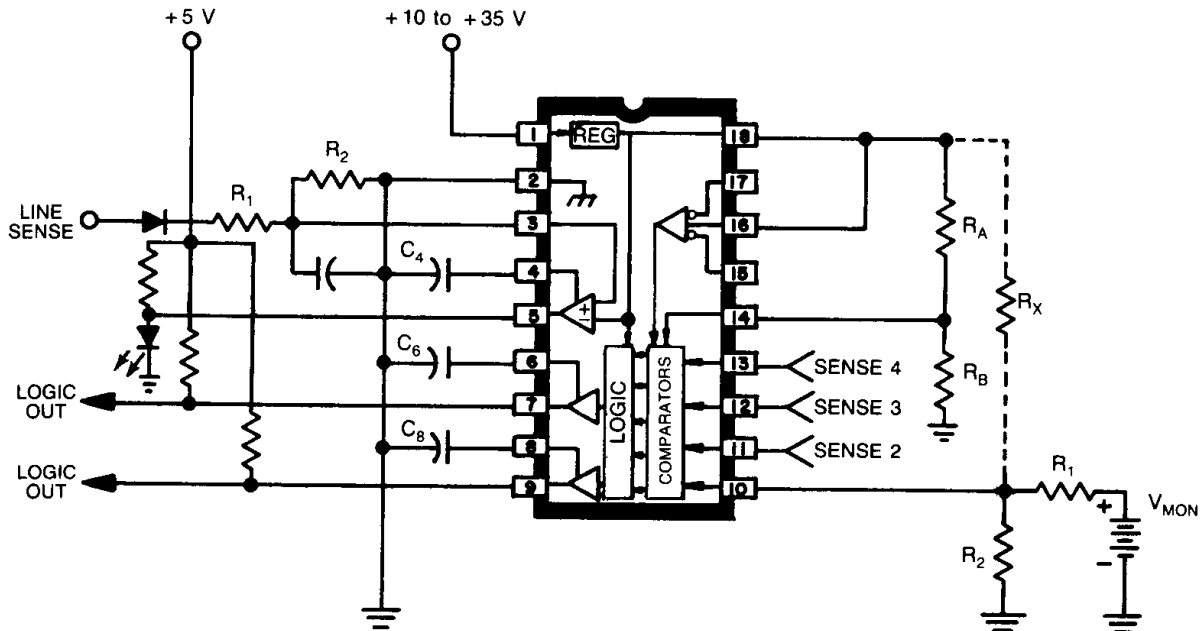 +5 V
+10 to +35 V
1
REG
18
R2
2
17
R1
LINE
SENSE
3
16
RA
C4
4
15
RX
5
14
C6
6
13
SENSE 4
RB
LOGIC
OUT
7
LOGIC
COMPARATORS
12
SENSE 3
C8
8
11
SENSE 2
LOGIC
OUT
9
10
R1
+
VMON
R2
−
+
−